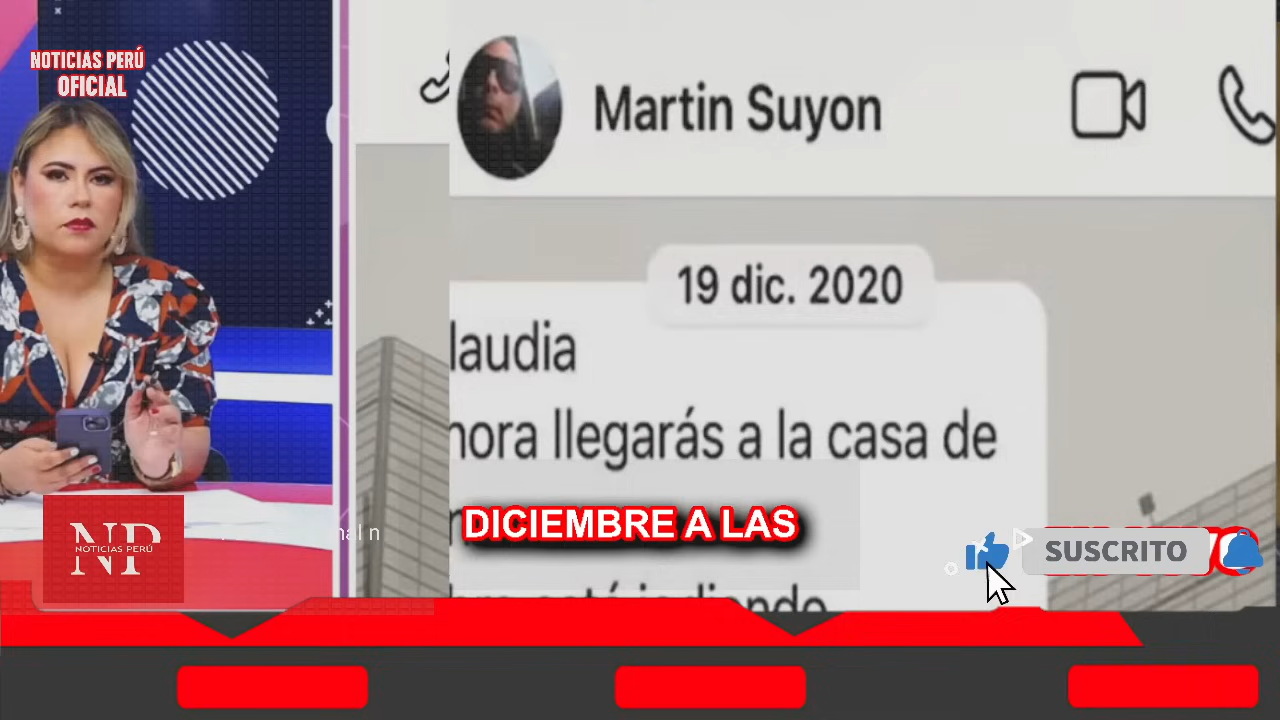 NOTICIAS PERÚ
OFICIAL
Martin Suyon
19 dic. 2020
laudia
hora llegarás a la casa de
DICIEMBRE A LAS
NP
NOTICIAS PERÚ
SUSCRITO